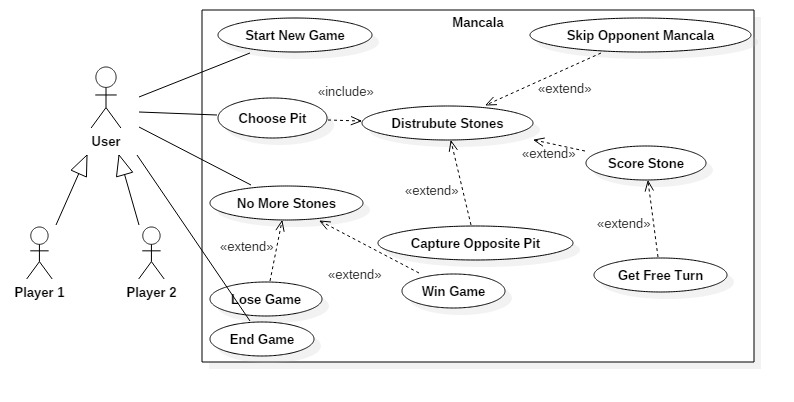 Mancala
Start New Game
Skip Opponent Mancala
«extend»
«include»
Choose Pit
Distrubute Stones
User
«extend»
Score Stone
«extend»
No More Stones
«extend»
Capture Opposite Pit
«extend»
«extend»
Get Free Turn
Player 1
Player 2
Lose Game
Win Game
End Game